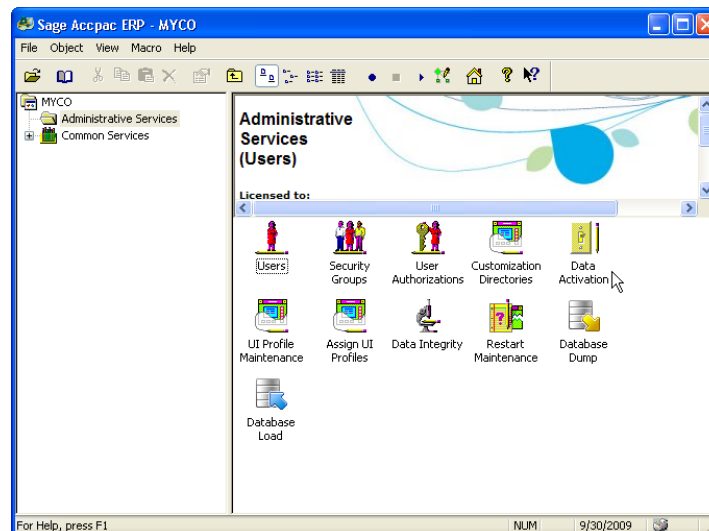 Sage Accpac ERP - MYCO
File Object View Macro Help
MYCO
Administrative Services
Common Services
Administrative
Services
(Users)
Licensed to:
Users
Security
Groups
User
Authorizations
Customization
Directories
Data
Activation
UI Profile
Maintenance
Assign UI
Profiles
Data Integrity
Restart
Maintenance
Database
Dump
Database
Load
For Help, press F1
NUM
9/30/2009